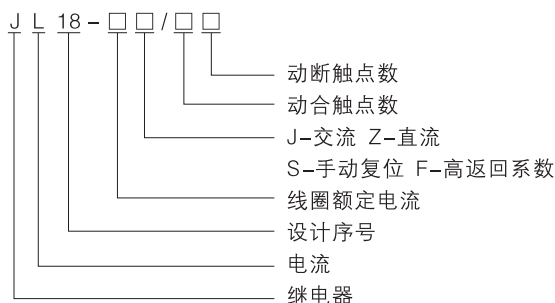 JL18-□□/□□
动断触点数
动合触点数
J-交流 Z-直流
S-手动复位 F-高返回系数
线圈额定电流
设计序号
电流
继电器